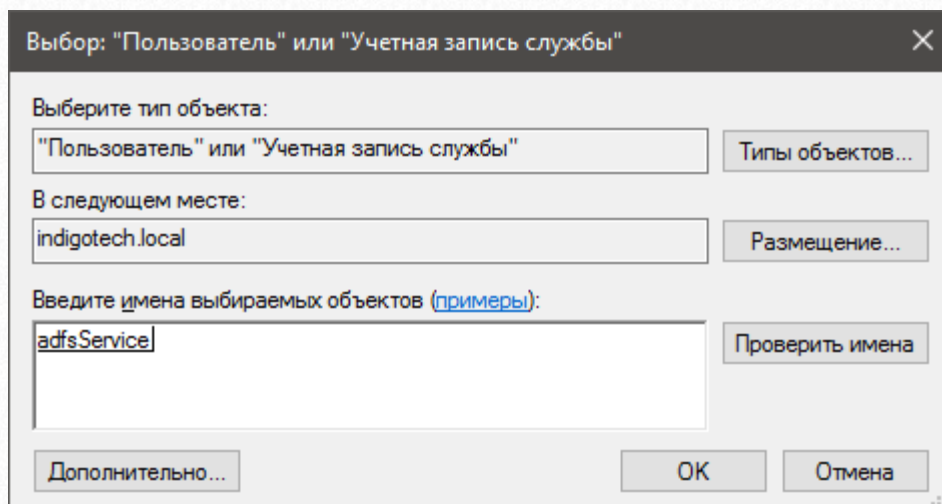 Выбор: "Пользователь" или "Учетная запись службы"
Выберите тип объекта:
"Пользователь" или "Учетная запись службы"
Типы объектов...
В следующем месте:
indigotech.local
Размещение...
Введите имена выбираемых объектов (примеры):
adfsService
Проверить имена
Дополнительно...
OK
Отмена